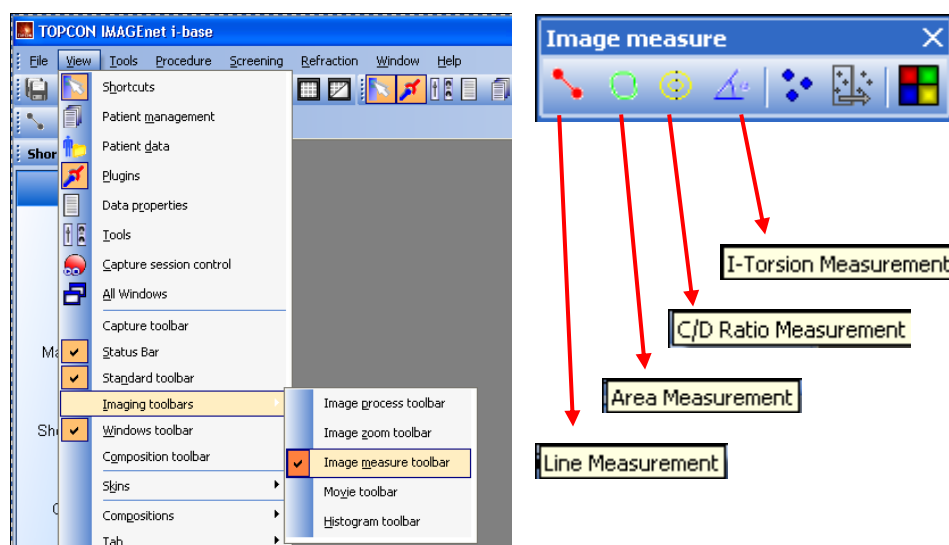 TOPCON IMAGEnet i-base
File View Tools Procedure Screening Refraction Window Help
Shortcuts
Patient management
Patient data
Shor
Plugins
Data properties
Tools
Capture session control
All Windows
Capture toolbar
Status Bar
Standard toolbar
Imaging toolbars
Windows toolbar
Composition toolbar
Skins
Compositions
Tab
Image process toolbar
Image zoom toolbar
Image measure toolbar
Movie toolbar
Histogram toolbar
Image measure
I-Torsion Measurement
C/D Ratio Measurement
Area Measurement
Line Measurement